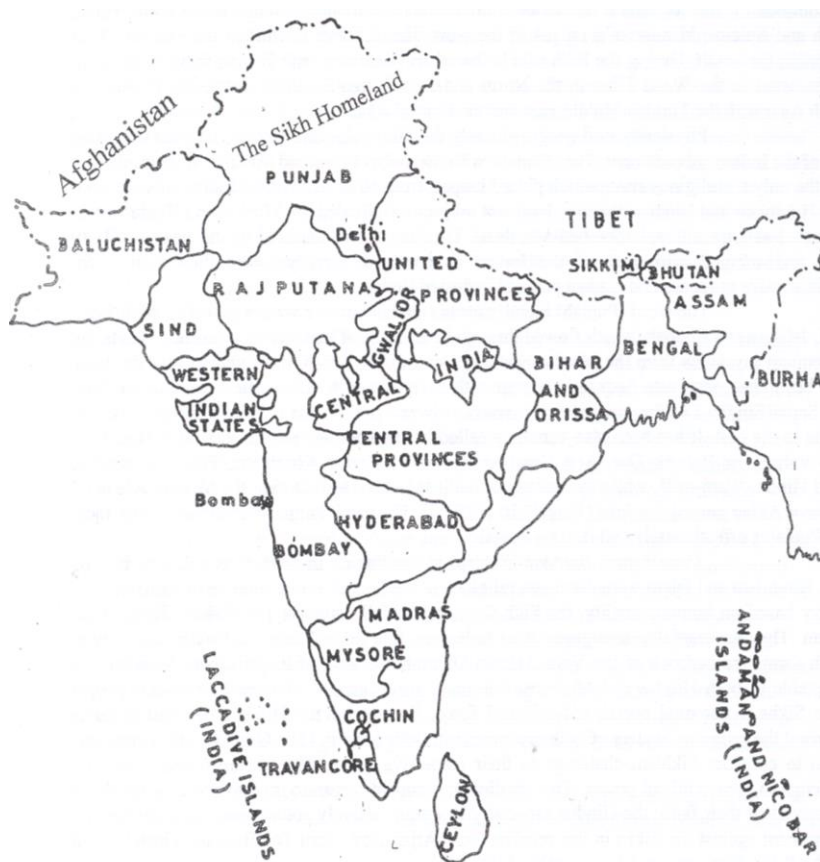 Afghanistan
The Sikh Homeland
PUNJAB
BALUCHISTAN
Delhi
TIBET
UNITED
PROVINCES
SIKKIM
BHUTAN
RAJPUTANA
ASSAM
SIND
GWALIOR
BENGAL
WESTERN
INDIAN
STATES
CENTRAL
INDIA
BIHAR
AND
ORISSA
BURHA
CENTRAL
PROVINCES
Bombay
HYDERABAD
BOMBAY
MADRAS
MYSORE
COCHIN
TRAVANCORE
LACCADIVE ISLANDS
(INDIA)
CEYLON
ANDAMAN AND NICOBAR
ISLANDS (INDIA)